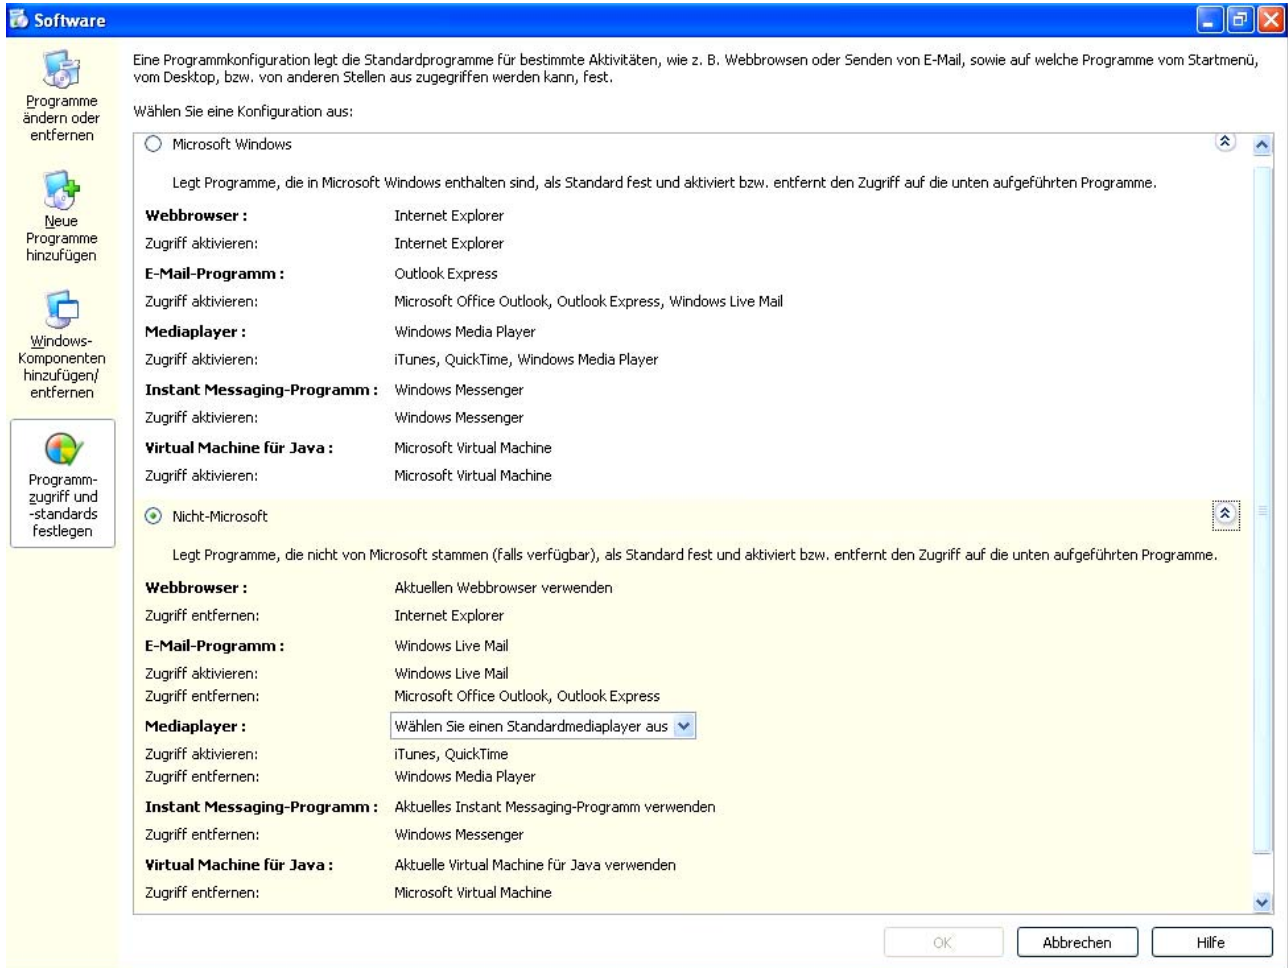 Software
Programme
ändern oder
entfernen
Neue
Programme
hinzufügen
Windows-
Komponenten
hinzufügen/
entfernen
Programm-
zugriff und
-standards
festlegen
Eine Programmkonfiguration legt die Standardprogramme für bestimmte Aktivitäten, wie z. B. Webbrowsen oder Senden von E-Mail, sowie auf welche Programme vom Startmenü,
vom Desktop, bzw. von anderen Stellen aus zugegriffen werden kann, fest.
Wählen Sie eine Konfiguration aus:
Microsoft Windows
Legt Programme, die in Microsoft Windows enthalten sind, als Standard fest und aktiviert bzw. entfernt den Zugriff auf die unten aufgeführten Programme.
Webbrowser : Internet Explorer
Zugriff aktivieren: Internet Explorer
E-Mail-Programm : Outlook Express
Zugriff aktivieren: Microsoft Office Outlook, Outlook Express, Windows Live Mail
Mediaplayer : Windows Media Player
Zugriff aktivieren: iTunes, QuickTime, Windows Media Player
Instant Messaging-Programm : Windows Messenger
Zugriff aktivieren: Windows Messenger
Virtual Machine für Java : Microsoft Virtual Machine
Zugriff aktivieren: Microsoft Virtual Machine
Nicht-Microsoft
Legt Programme, die nicht von Microsoft stammen (falls verfügbar), als Standard fest und aktiviert bzw. entfernt den Zugriff auf die unten aufgeführten Programme.
Webbrowser : Aktuellen Webbrowser verwenden
Zugriff entfernen: Internet Explorer
E-Mail-Programm : Windows Live Mail
Zugriff aktivieren: Windows Live Mail
Zugriff entfernen: Microsoft Office Outlook, Outlook Express
Mediaplayer : Wählen Sie einen Standardmediaplayer aus
Zugriff aktivieren: iTunes, QuickTime
Zugriff entfernen: Windows Media Player
Instant Messaging-Programm : Aktuelles Instant Messaging-Programm verwenden
Zugriff entfernen: Windows Messenger
Virtual Machine für Java : Aktuelle Virtual Machine für Java verwenden
Zugriff entfernen: Microsoft Virtual Machine
OK Abbrechen Hilfe